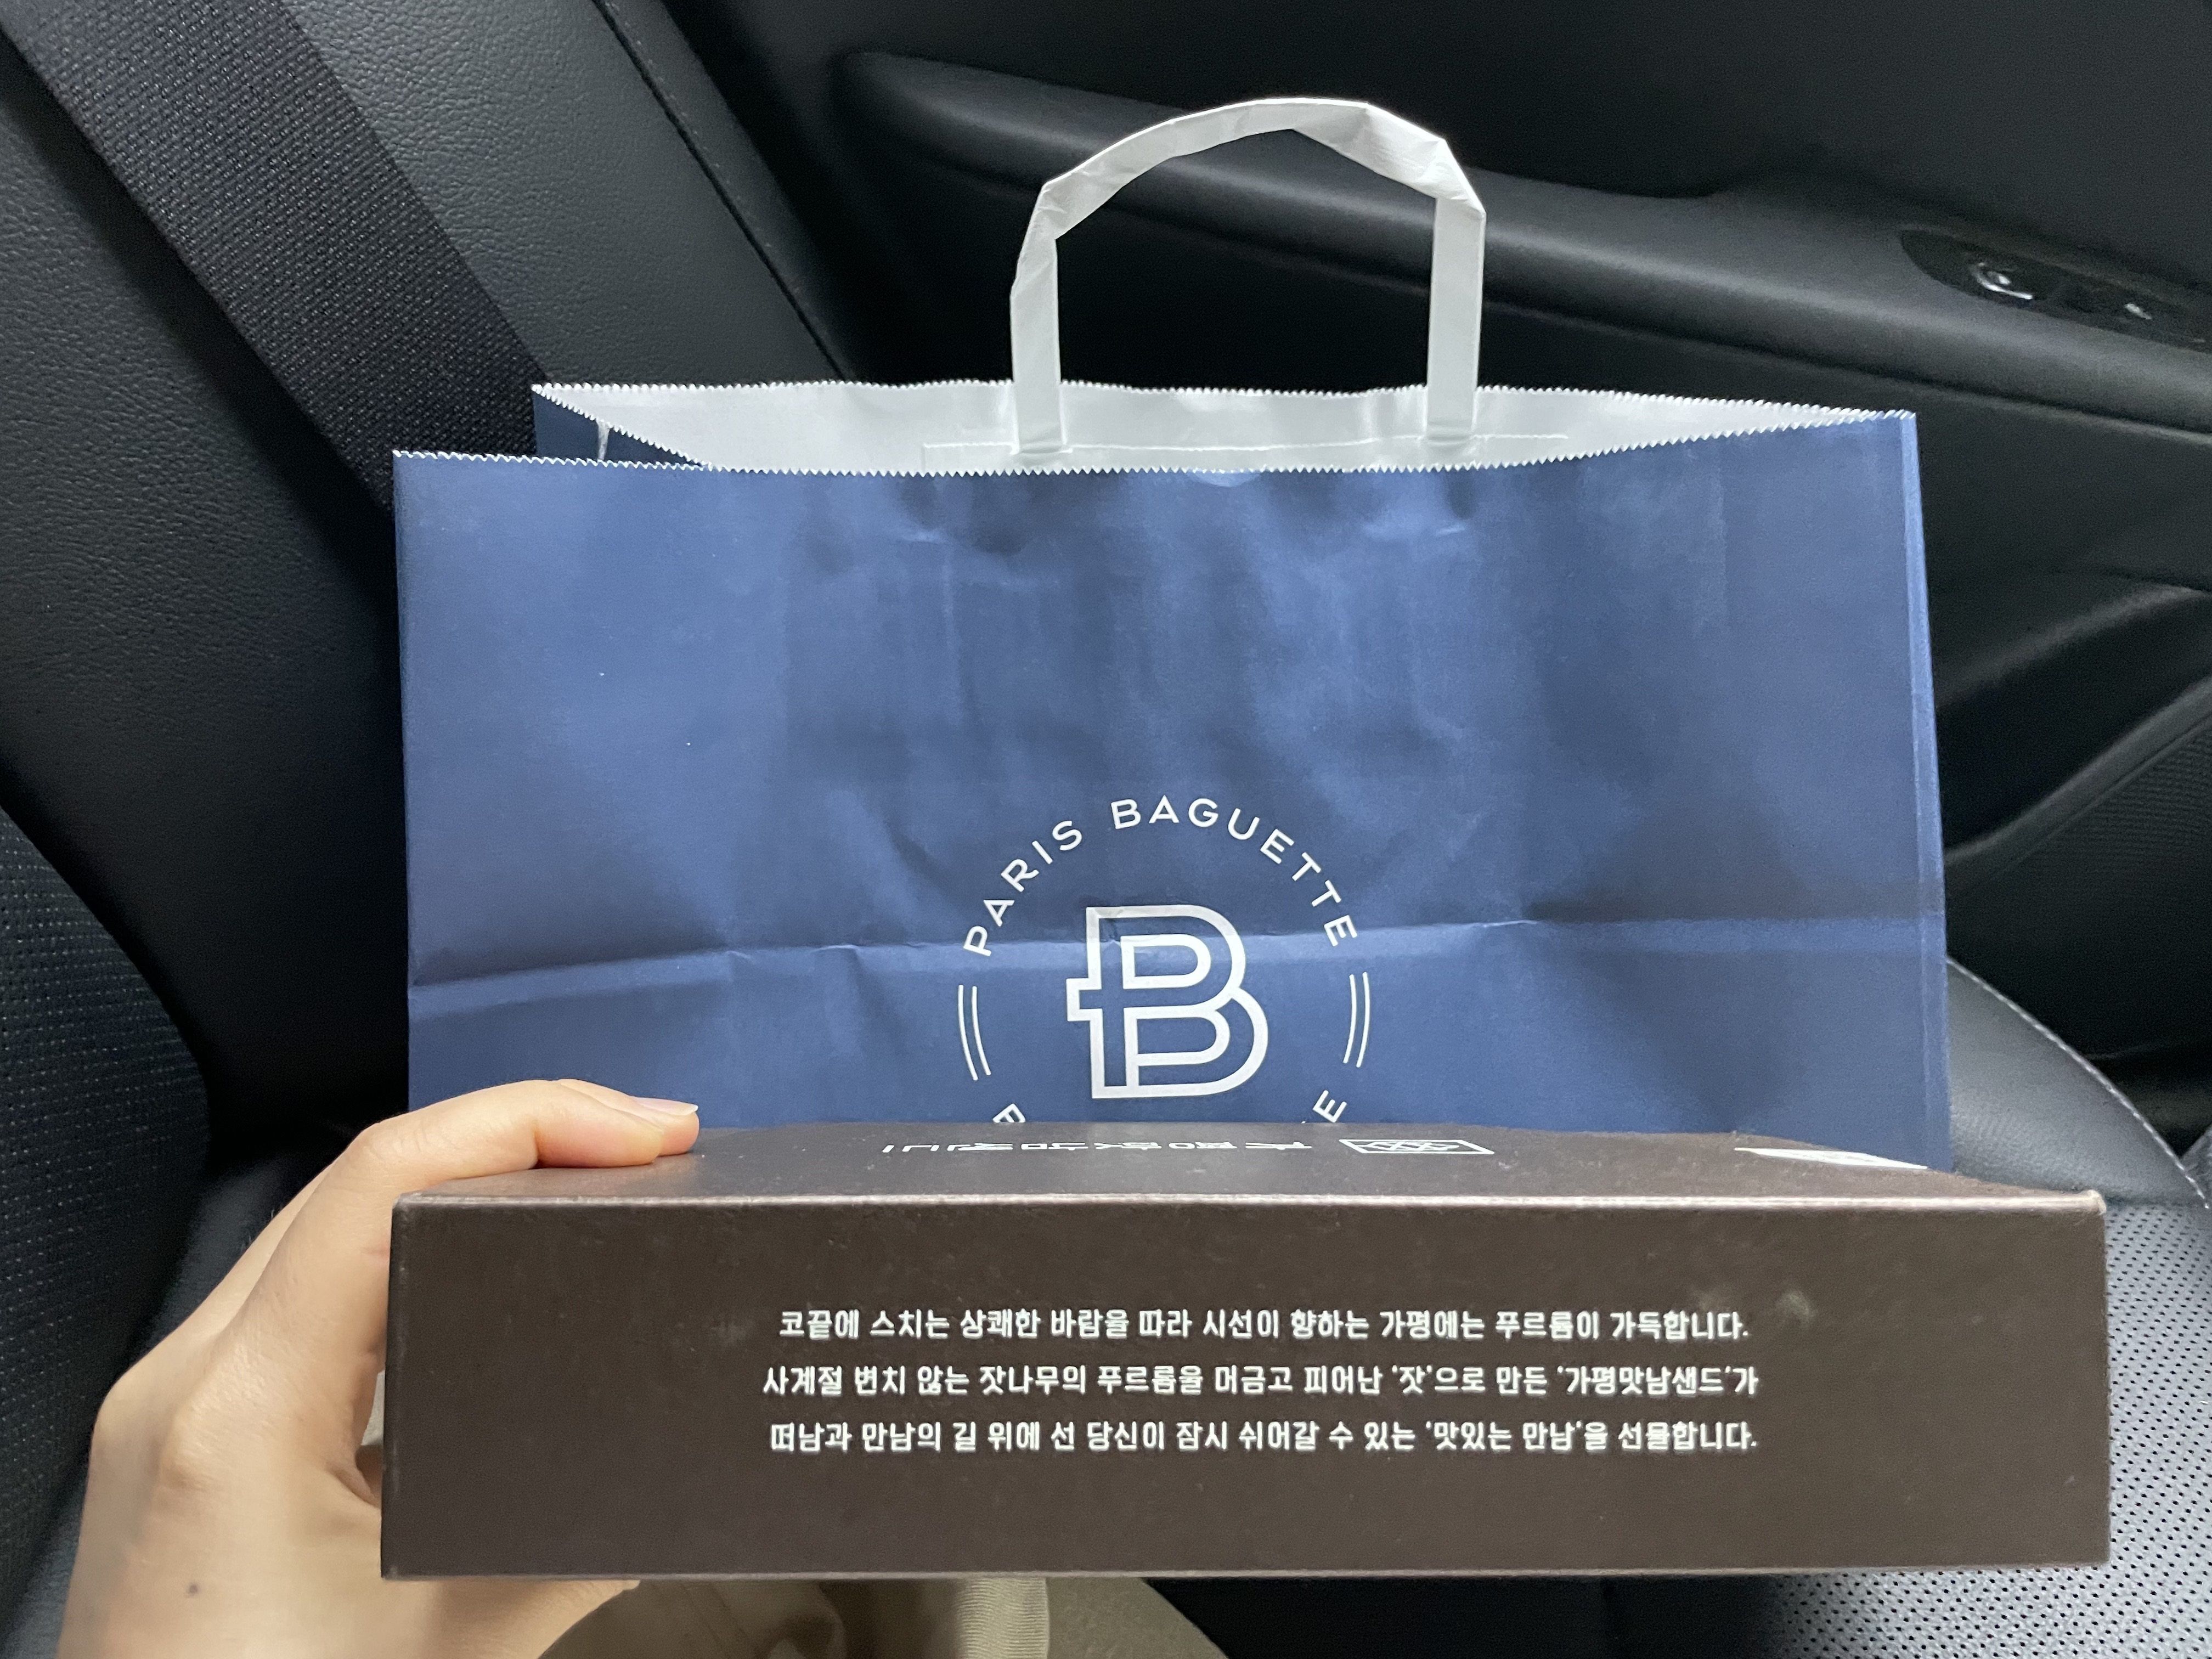 PARIS BAGUETTE
B
코끝에 스치는 상쾌한 바람을 따라 시선이 향하는 가평에는 푸르름이 가득합니다.
사계절 변치 않는 잣나무의 푸르름을 머금고 피어난 '잣'으로 만든 '가평맛남샌드'가
떠남과 만남의 길 위에 선 당신이 잠시 쉬어갈 수 있는 '맛있는 만남'을 선물합니다.